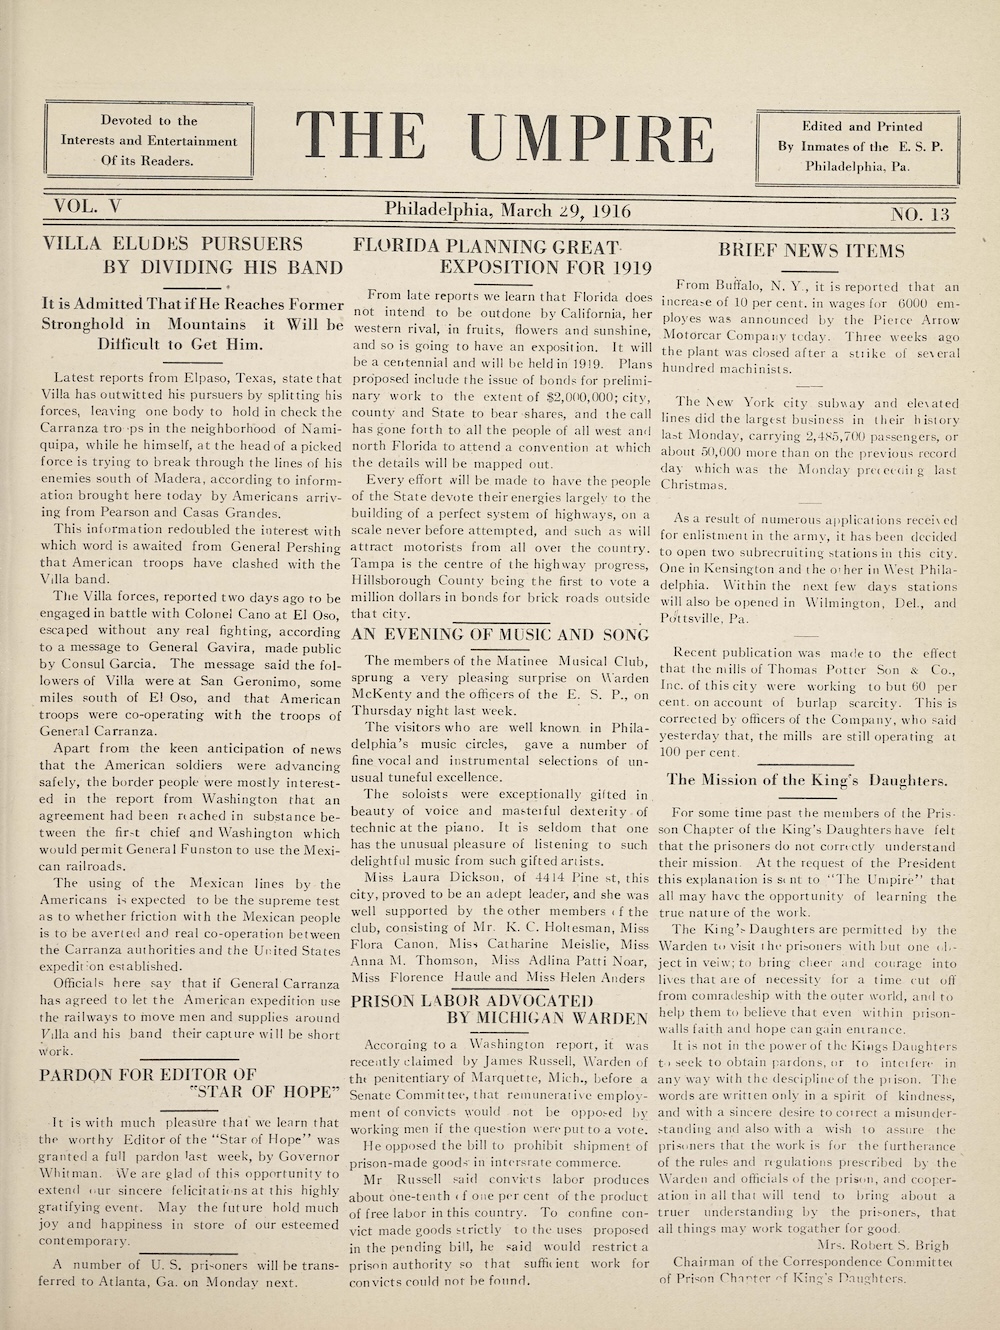 Devoted to the
Interests and Entertainment
Of its Readers.
THE UMPIRE
Edited and Printed
By Inmates of the E. S. P.
Philadelphia, Pa.
VOL. V
Philadelphia, March 29, 1916
NO. 13
VILLA ELUDES PURSUERS
BY DIVIDING HIS BAND
It is Admitted That if He Reaches Former
Stronghold in Mountains it Will be
Difficult to Get Him.
Latest reports from Elpaso, Texas, state that
Villa has outwitted his pursuers by splitting his
forces, leaving one body to hold in check the
Carranza troops in the neighborhood of Nami-
quipa, while he himself, at the head of a picked
force is trying to break through the lines of his
enemies south of Madera, according to inform-
ation brought here today by Americans arriv-
ing from Pearson and Casas Grandes.
This information redoubled the interest with
which word is awaited from General Pershing
that American troops have clashed with the
Villa band.
The Villa forces, reported two days ago to be
engaged in battle with Colonel Cano at El Oso,
escaped without any real fighting, according
to a message to General Gavira, made public
by Consul Garcia. The message said the fol-
lowers of Villa were at San Geronimo, some
miles south of El Oso, and that American
troops were co-operating with the troops of
General Carranza.
Apart from the keen anticipation of news
that the American soldiers were advancing
safely, the border people were mostly interest-
ed in the report from Washington that an
agreement had been reached in substance be-
tween the first chief and Washington which
would permit General Funston to use the Mexi-
can railroads.
The using of the Mexican lines by the
Americans is expected to be the supreme test
as to whether friction with the Mexican people
is to be averted and real co-operation between
the Carranza authorities and the United States
expedition established.
Officials here say that if General Carranza
has agreed to let the American expedition use
the railways to move men and supplies around
Villa and his band their capture will be short
work.
PARDON FOR EDITOR OF
"STAR OF HOPE"
It is with much pleasure that we learn that
the worthy Editor of the "Star of Hope" was
granted a full pardon last week, by Governor
Whitman. We are glad of this opportunity to
extend our sincere felicitations at this highly
gratifying event. May the future hold much
joy and happiness in store of our esteemed
contemporary.
A number of U. S. prisoners will be trans-
ferred to Atlanta, Ga. on Monday next.
FLORIDA PLANNING GREAT
EXPOSITION FOR 1919
From late reports we learn that Florida does
not intend to be outdone by California, her
western rival, in fruits, flowers and sunshine,
and so is going to have an exposition. It will
be a centennial and will be held in 1919. Plans
proposed include the issue of bonds for prelimi-
nary work to the extent of $2,000,000; city,
county and State to bear shares, and the call
has gone forth to all the people of all west and
north Florida to attend a convention at which
the details will be mapped out.
Every effort will be made to have the people
of the State devote their energies largely to the
building of a perfect system of highways, on a
scale never before attempted, and such as will
attract motorists from all over the country.
Tampa is the centre of the highway progress,
Hillsborough County being the first to vote a
million dollars in bonds for brick roads outside
that city.
AN EVENING OF MUSIC AND SONG
The members of the Matinee Musical Club,
sprung a very pleasing surprise on Warden
McKenty and the officers of the E. S. P., on
Thursday night last week.
The visitors who are well known in Phila-
delphia's music circles, gave a number of
fine vocal and instrumental selections of un-
usual tuneful excellence.
The soloists were exceptionally gifted in
beauty of voice and masterful dexterity of
technic at the piano. It is seldom that one
has the unusual pleasure of listening to such
delightful music from such gifted artists.
Miss Laura Dickson, of 4414 Pine st, this
city, proved to be an adept leader, and she was
well supported by the other members of the
club, consisting of Mr. K. C. Holtesman, Miss
Flora Canon, Miss Catharine Meislie, Miss
Anna M. Thomson, Miss Adlina Patti Noar,
Miss Florence Haule and Miss Helen Anders
PRISON LABOR ADVOCATED
BY MICHIGAN WARDEN
According to a Washington report, it was
recently claimed by James Russell, Warden of
the penitentiary of Marquette, Mich., before a
Senate Committee, that remunerative employ-
ment of convicts would not be opposed by
working men if the question were put to a vote.
He opposed the bill to prohibit shipment of
prison-made goods in intersrate commerce.
Mr Russell said convicts labor produces
about one-tenth of one per cent of the product
of free labor in this country. To confine con-
vict made goods strictly to the uses proposed
in the pending bill, he said would restrict a
prison authority so that sufficient work for
convicts could not be found.
BRIEF NEWS ITEMS
From Buffalo, N. Y., it is reported that an
increase of 10 per cent. in wages for 6000 em-
ployes was announced by the Pierce Arrow
Motorcar Company today. Three weeks ago
the plant was closed after a strike of several
hundred machinists.
The New York city subway and elevated
lines did the largest business in their history
last Monday, carrying 2,485,700 passengers, or
about 50,000 more than on the previous record
day which was the Monday preceeding last
Christmas.
As a result of numerous applications received
for enlistment in the army, it has been decided
to open two subrecruiting stations in this city.
One in Kensington and the other in West Phila-
delphia. Within the next few days stations
will also be opened in Wilmington, Del., and
Pottsville, Pa.
Recent publication was made to the effect
that the mills of Thomas Potter Son & Co.,
Inc. of this city were working to but 60 per
cent. on account of burlap scarcity. This is
corrected by officers of the Company, who said
yesterday that, the mills are still operating at
100 per cent.
The Mission of the King's Daughters.
For some time past the members of the Pris-
son Chapter of the King's Daughters have felt
that the prisoners do not correctly understand
their mission. At the request of the President
this explanation is sent to "The Umpire" that
all may have the opportunity of learning the
true nature of the work.
The King's Daughters are permitted by the
Warden to visit the prisoners with but one ob-
ject in veiw; to bring cheer and courage into
lives that are of necessity for a time cut off
from comradeship with the outer world, and to
help them to believe that even within prison-
walls faith and hope can gain entrance.
It is not in the power of the Kings Daughters
to seek to obtain pardons, or to interfere in
any way with the descipline of the prison. The
words are written only in a spirit of kindness,
and with a sincere desire to correct a misunder-
standing and also with a wish to assure the
prisoners that the work is for the furtherance
of the rules and regulations prescribed by the
Warden and officials of the prison, and cooper-
ation in all that will tend to bring about a
truer understanding by the prisoners, that
all things may work togather for good.
Mrs. Robert S. Brigh
Chairman of the Correspondence Committee
of Prison Chapter of King's Daughters.